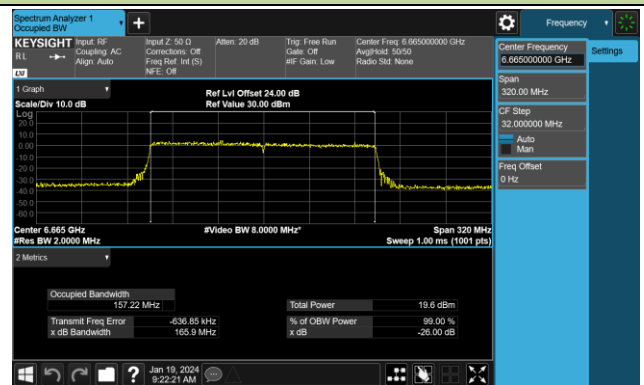 Spectrum Analyzer 1
Occupied BW
Frequency
KEYSIGHT
Input: RF
Coupling: AC
Align: Auto
R L
LXI
Input Z: 50 Ω
Corrections: Off
Freq Ref: Int (S)
NFE: Off
Atten: 20 dB
Trig: Free Run
Gate: Off
#IF Gain: Low
Center Freq: 6.665000000 GHz
Avg|Hold: 50/50
Radio Std: None
Center Frequency
6.665000000 GHz
Settings
Span
320.00 MHz
CF Step
32.000000 MHz
Auto
Man
Freq Offset
0 Hz
1 Graph
Scale/Div 10.0 dB
Ref Lvl Offset 24.00 dB
Ref Value 30.00 dBm
Log
20.0
10.0
0.00
-10.0
-20.0
-30.0
-40.0
-50.0
-60.0
Center 6.665 GHz
#Res BW 2.0000 MHz
#Video BW 8.0000 MHz*
Span 320 MHz
Sweep 1.00 ms (1001 pts)
2 Metrics
Occupied Bandwidth
157.22 MHz
Total Power 19.6 dBm
Transmit Freq Error -636.85 kHz
x dB Bandwidth 165.9 MHz
% of OBW Power 99.00 %
x dB -26.00 dB
?
Jan 19, 2024
9:22:21 AM